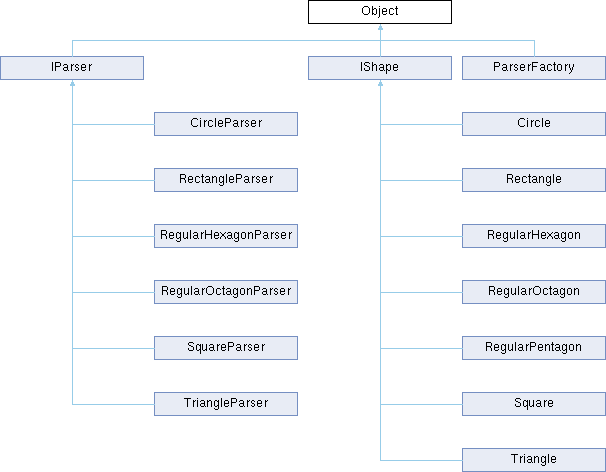 Object
IParser
IShape
ParserFactory
CircleParser
Circle
RectangleParser
Rectangle
RegularHexagonParser
RegularHexagon
RegularOctagonParser
RegularOctagon
RegularPentagon
SquareParser
Square
TriangleParser
Triangle